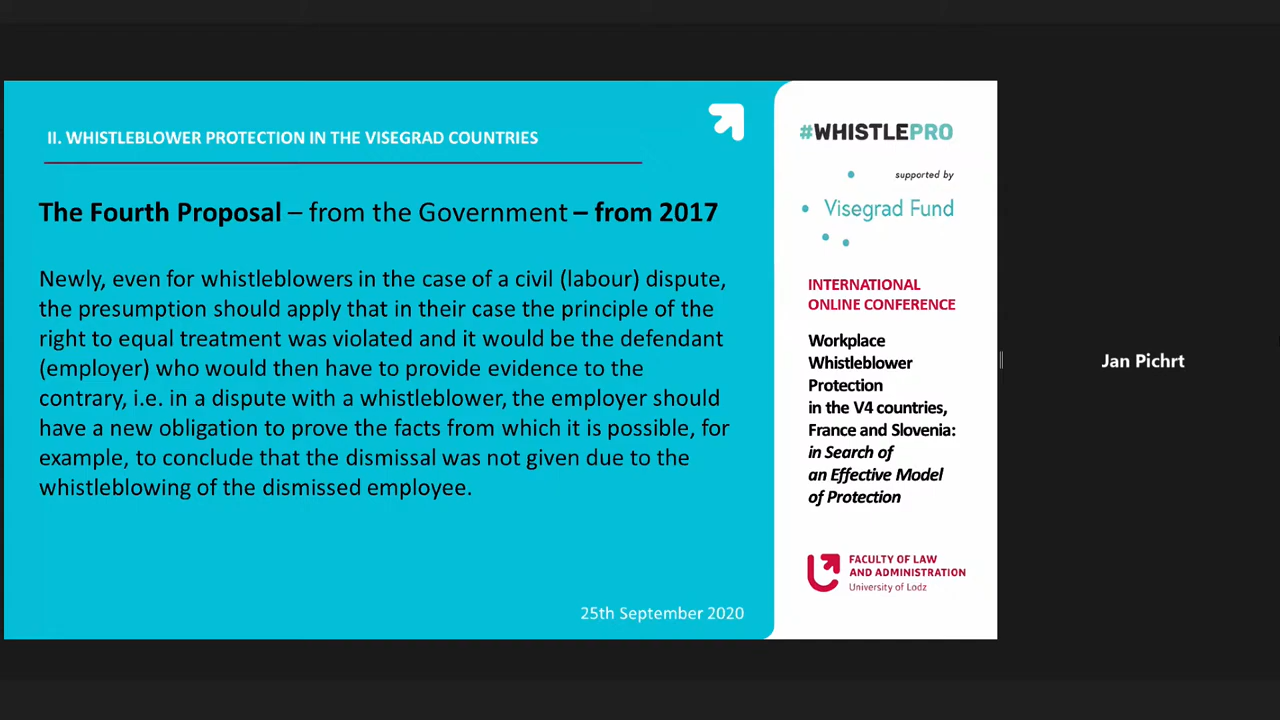 II. WHISTLEBLOWER PROTECTION IN THE VISEGRAD COUNTRIES
The Fourth Proposal – from the Government – from 2017
Newly, even for whistleblowers in the case of a civil (labour) dispute,
the presumption should apply that in their case the principle of the
right to equal treatment was violated and it would be the defendant
(employer) who would then have to provide evidence to the
contrary, i.e. in a dispute with a whistleblower, the employer should
have a new obligation to prove the facts from which it is possible, for
example, to conclude that the dismissal was not given due to the
whistleblowing of the dismissed employee.
25th September 2020
#WHISTLEPRO
supported by
Visegrad Fund
INTERNATIONAL
ONLINE CONFERENCE
Workplace
Whistleblower
Protection
in the V4 countries,
France and Slovenia:
in Search of
an Effective Model
of Protection
FACULTY OF LAW
AND ADMINISTRATION
University of Lodz
Jan Pichrt